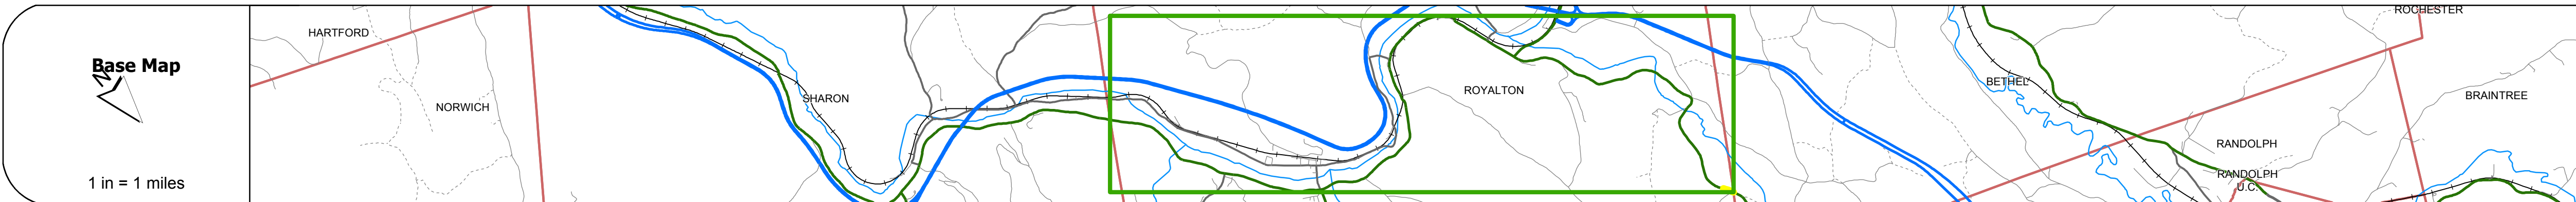 Base Map
N
1 in = 1 miles
HARTFORD
NORWICH
SHARON
ROYALTON
BETHEL
ROCHESTER
BRAINTREE
RANDOLPH
RANDOLPH
U.C.